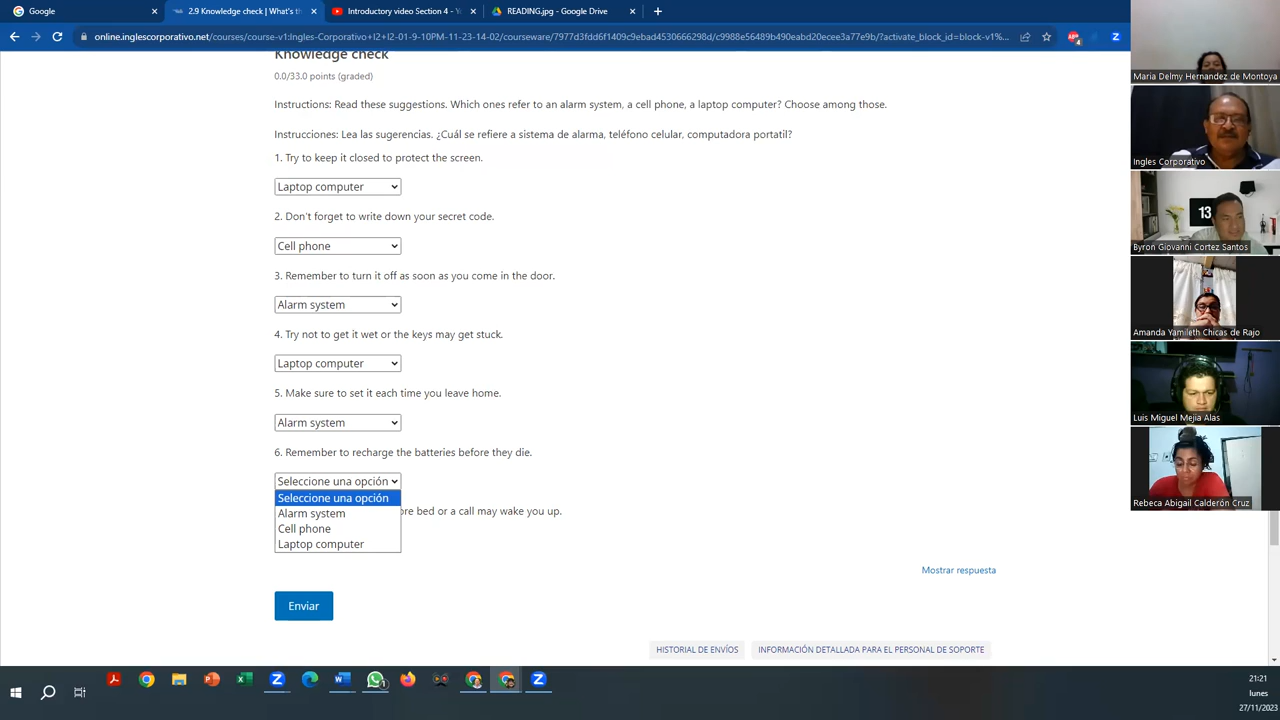 Google
2.9 Knowledge check | What's th
Introductory video Section 4 - Y
READING.jpg - Google Drive
online.inglescorporativo.net/courses/course-v1:Ingles-Corporativo+I2+I2-01-9-10PM-11-23-14-02/courseware/7977d3fdd6f1409c9ebad4530666298d/c9988e56489b490eabd20ecee3a77e9b/?activate_block_id=block-v1%...
Knowledge check
0.0/33.0 points (graded)
Instructions: Read these suggestions. Which ones refer to an alarm system, a cell phone, a laptop computer? Choose among those.
Instrucciones: Lea las sugerencias. ¿Cuál se refiere a sistema de alarma, teléfono celular, computadora portatil?
1. Try to keep it closed to protect the screen.
Laptop computer
2. Don't forget to write down your secret code.
Cell phone
3. Remember to turn it off as soon as you come in the door.
Alarm system
4. Try not to get it wet or the keys may get stuck.
Laptop computer
5. Make sure to set it each time you leave home.
Alarm system
6. Remember to recharge the batteries before they die.
Seleccione una opción
Seleccione una opción
Alarm system
ore bed or a call may wake you up.
Cell phone
Laptop computer
Mostrar respuesta
Enviar
HISTORIAL DE ENVÍOS
INFORMACIÓN DETALLADA PARA EL PERSONAL DE SOPORTE
Maria Delmy Hernandez de Montoya
Ingles Corporativo
13
Byron Giovanni Cortez Santos
Amanda Yamileth Chicas de Rajo
Luis Miguel Mejia Alas
Rebeca Abigail Calderón Cruz
21:21
lunes
27/11/2023